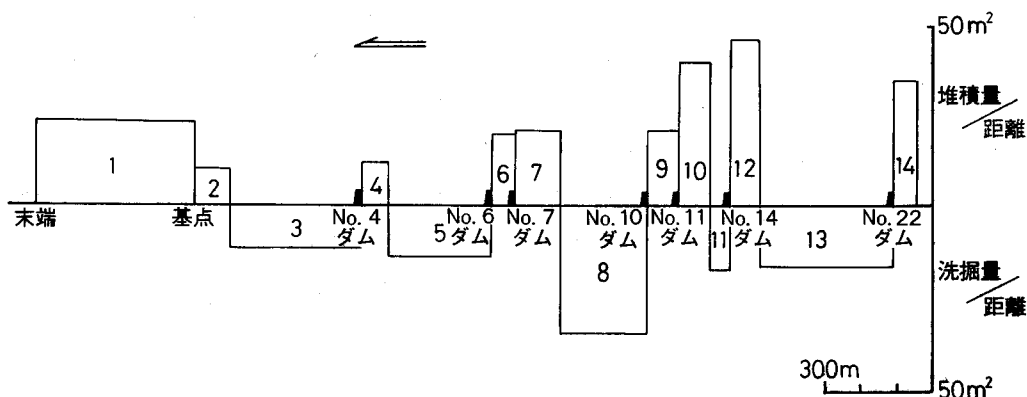 50m²
堆積量
／距離
1
2
3
4
5
6
7
8
9
10
11
12
13
14
末端
基点
No. 4
ダム
No. 6
ダム
No. 7
ダム
No. 10
ダム
No. 11
ダム
No. 14
ダム
No. 22
ダム
洗掘量
／距離
300m
50m²